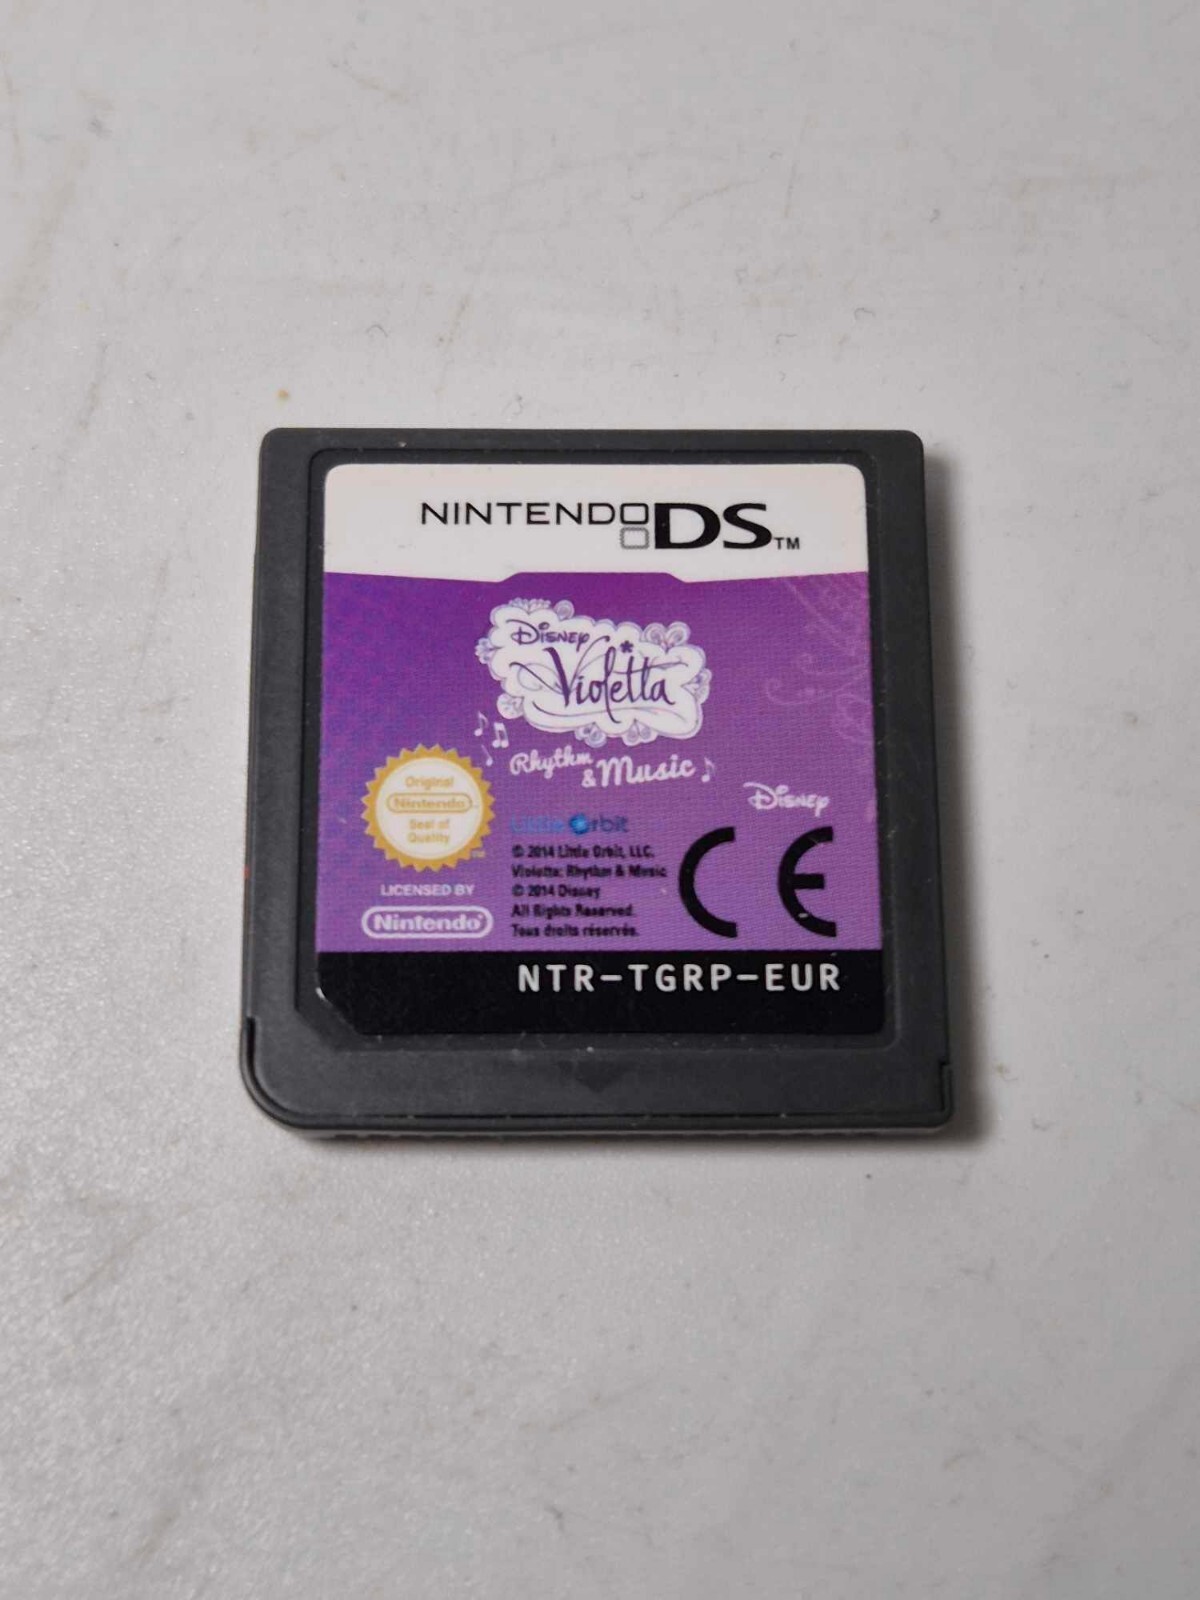 NINTENDO DS™
Disney
Violetta
Rhythm
& Music
Disney
Original
Nintendo
Seal of
Quality
TM
LICENSED BY
Nintendo®
Little Orbit
© 2014 Little Orbit, LLC.
Violetta: Rhythm & Music
© 2014 Disney
All Rights Reserved.
Tous droits réservés.
CE
NTR-TGRP-EUR